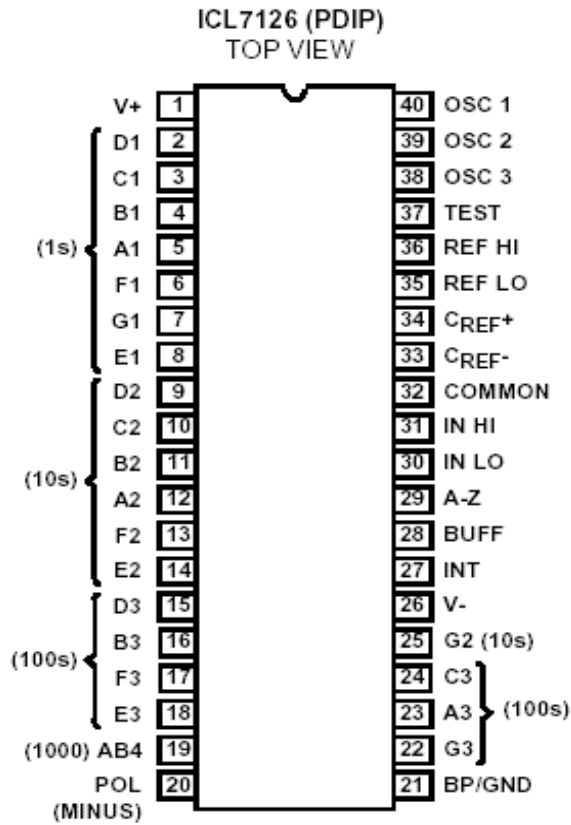 ICL7126 (PDIP)
TOP VIEW
V+ 1 40 OSC 1
D1 2 39 OSC 2
C1 3 38 OSC 3
B1 4 37 TEST
(1s) A1 5 36 REF HI
F1 6 35 REF LO
G1 7 34 CREF+
E1 8 33 CREF-
D2 9 32 COMMON
C2 10 31 IN HI
B2 11 30 IN LO
(10s) A2 12 29 A-Z
F2 13 28 BUFF
E2 14 27 INT
D3 15 26 V-
B3 16 25 G2 (10s)
(100s) F3 17 24 C3
E3 18 23 A3 (100s)
(1000) AB4 19 22 G3
POL 20 21 BP/GND
(MINUS)